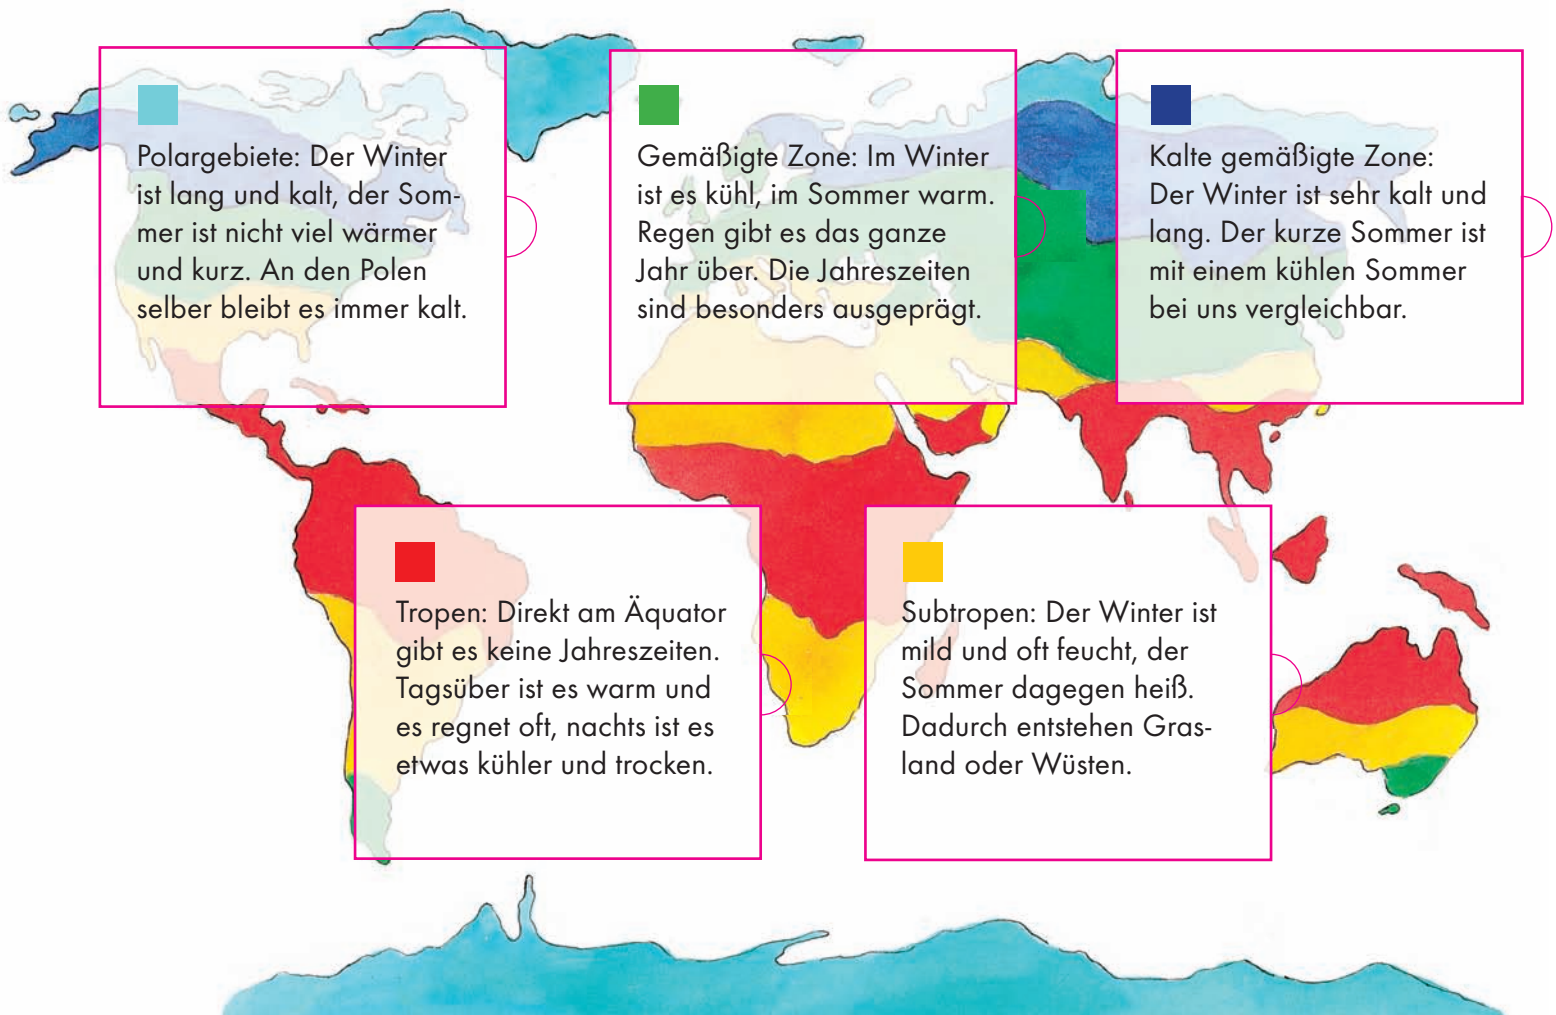 Polargebiete: Der Winter
ist lang und kalt, der Som-
mer ist nicht viel wärmer
und kurz. An den Polen
selber bleibt es immer kalt.
Gemäßigte Zone: Im Winter
ist es kühl, im Sommer warm.
Regen gibt es das ganze
Jahr über. Die Jahreszeiten
sind besonders ausgeprägt.
Kalte gemäßigte Zone:
Der Winter ist sehr kalt und
lang. Der kurze Sommer ist
mit einem kühlen Sommer
bei uns vergleichbar.
Tropen: Direkt am Äquator
gibt es keine Jahreszeiten.
Tagsüber ist es warm und
es regnet oft, nachts ist es
etwas kühler und trocken.
Subtropen: Der Winter ist
mild und oft feucht, der
Sommer dagegen heiß.
Dadurch entstehen Gras-
land oder Wüsten.